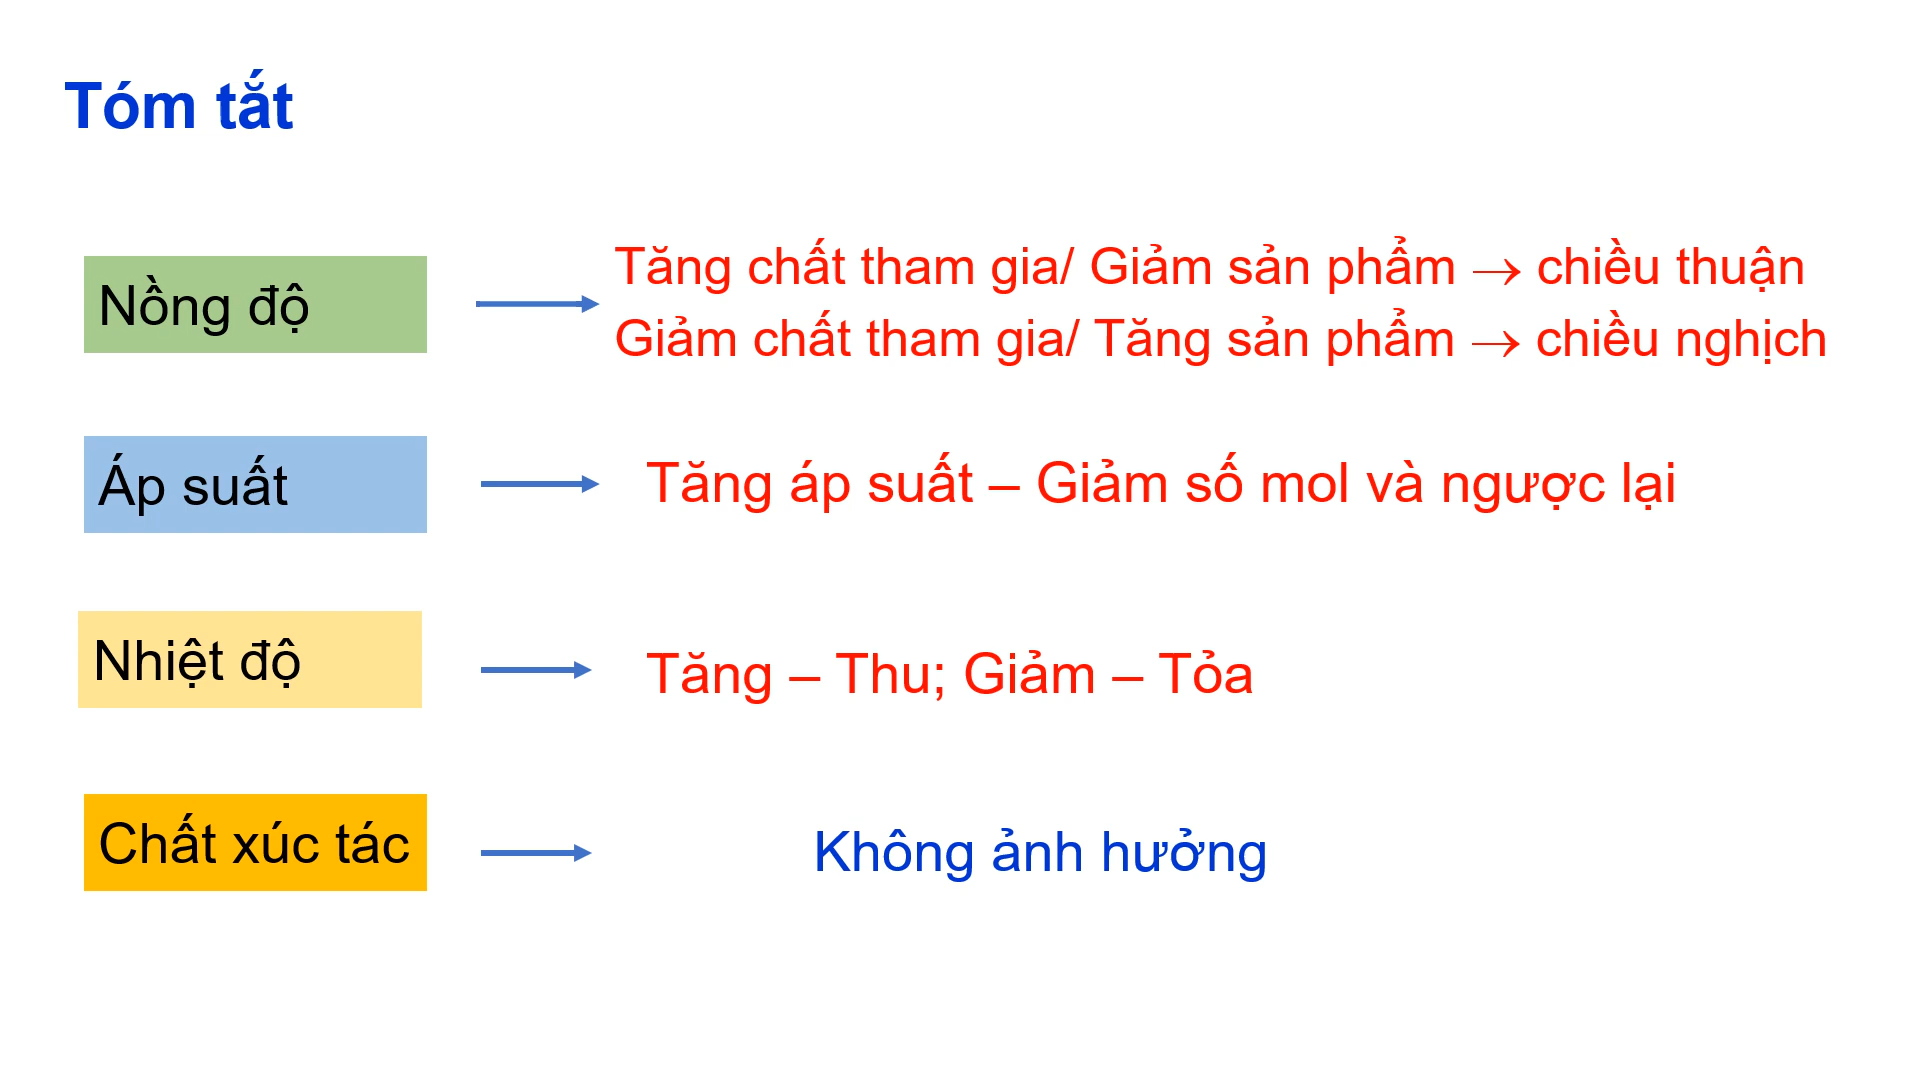 Tóm tắt
Nồng độ
Tăng chất tham gia/ Giảm sản phẩm → chiều thuận
Giảm chất tham gia/ Tăng sản phẩm → chiều nghịch
Áp suất
Tăng áp suất – Giảm số mol và ngược lại
Nhiệt độ
Tăng – Thu; Giảm – Tỏa
Chất xúc tác
Không ảnh hưởng